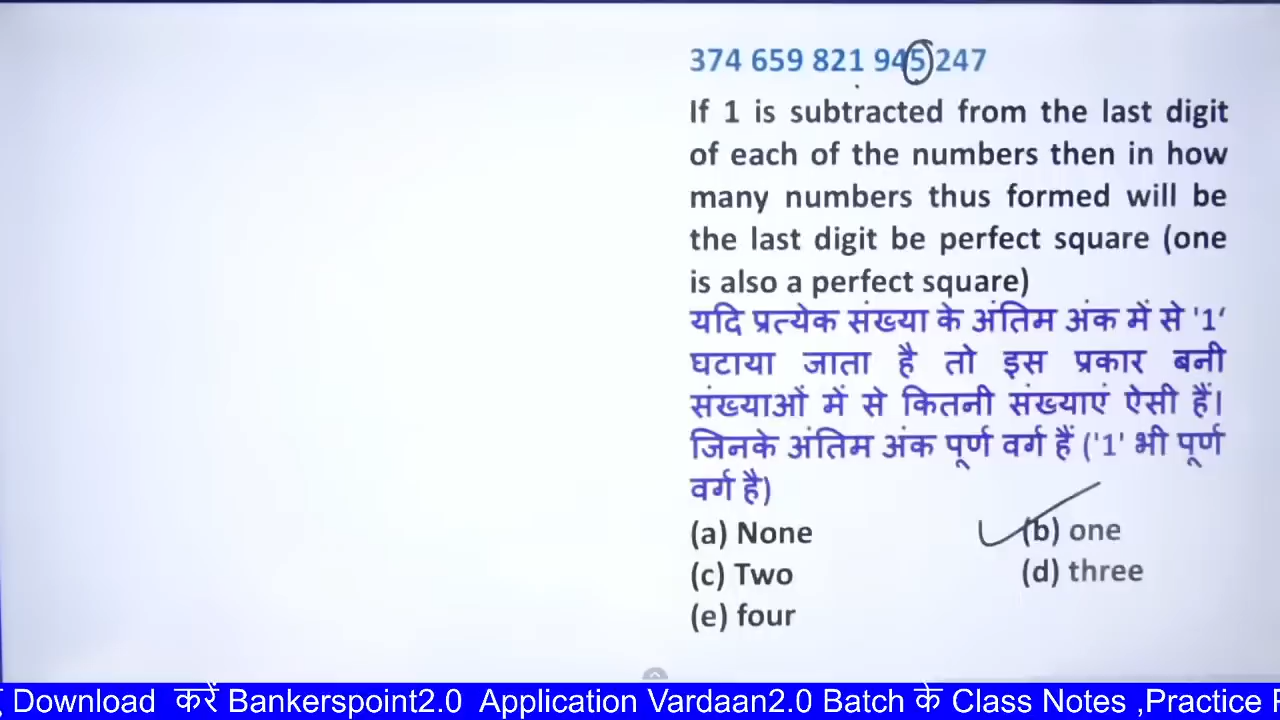 374 659 821 945 247
If 1 is subtracted from the last digit
of each of the numbers then in how
many numbers thus formed will be
the last digit be perfect square (one
is also a perfect square)
यदि प्रत्येक संख्या के अंतिम अंक में से '1‘
घटाया जाता है तो इस प्रकार बनी
संख्याओं में से कितनी संख्याएं ऐसी हैं।
जिनके अंतिम अंक पूर्ण वर्ग हैं ('1' भी पूर्ण
वर्ग है)
(a) None (b) one
(c) Two (d) three
(e) four
Download करें Bankerspoint2.0 Application Vardaan2.0 Batch के Class Notes ,Practice